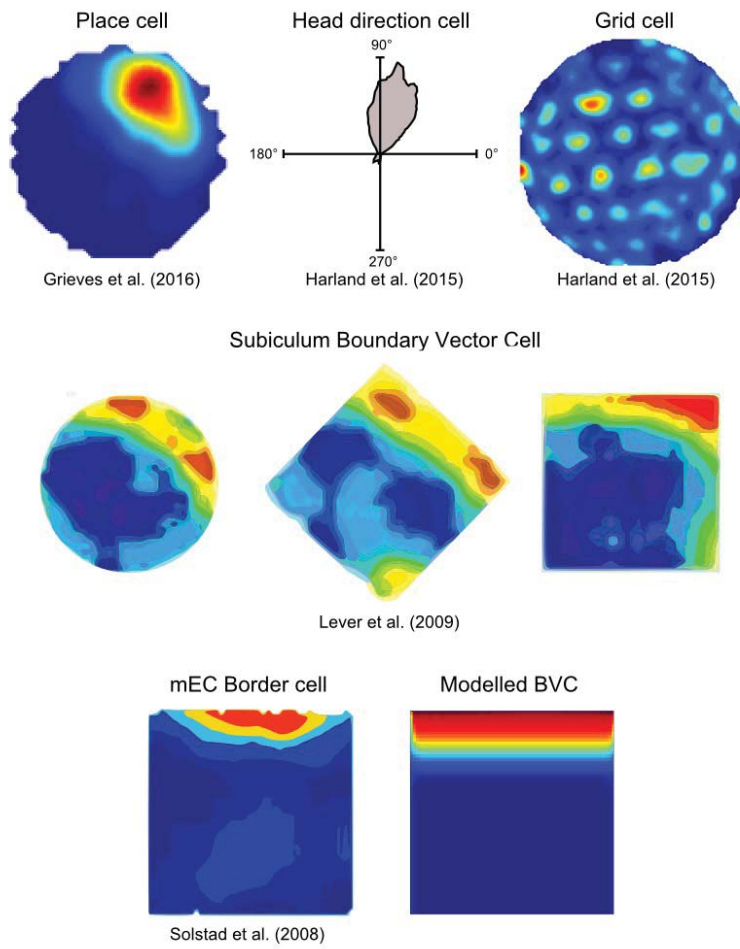 Place cell
Head direction cell
Grid cell
90°
180°
0°
270°
Grieves et al. (2016)
Harland et al. (2015)
Harland et al. (2015)
Subiculum Boundary Vector Cell
Lever et al. (2009)
mEC Border cell
Modelled BVC
Solstad et al. (2008)